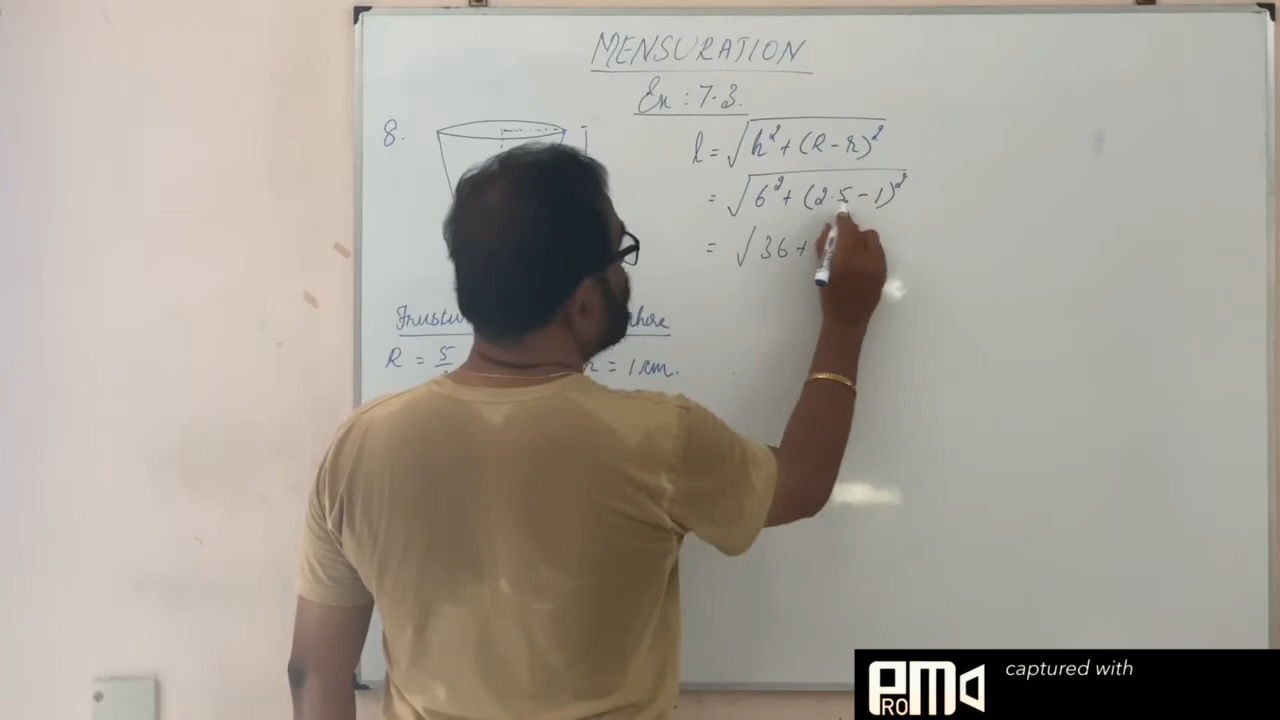 MENSURATION
Ex : 7.3.
8.
l = √h² + (R - r)²
= √6² + (2.5 - 1)²
= √36 +
R = 5
= 1 cm.
PRO M
captured with